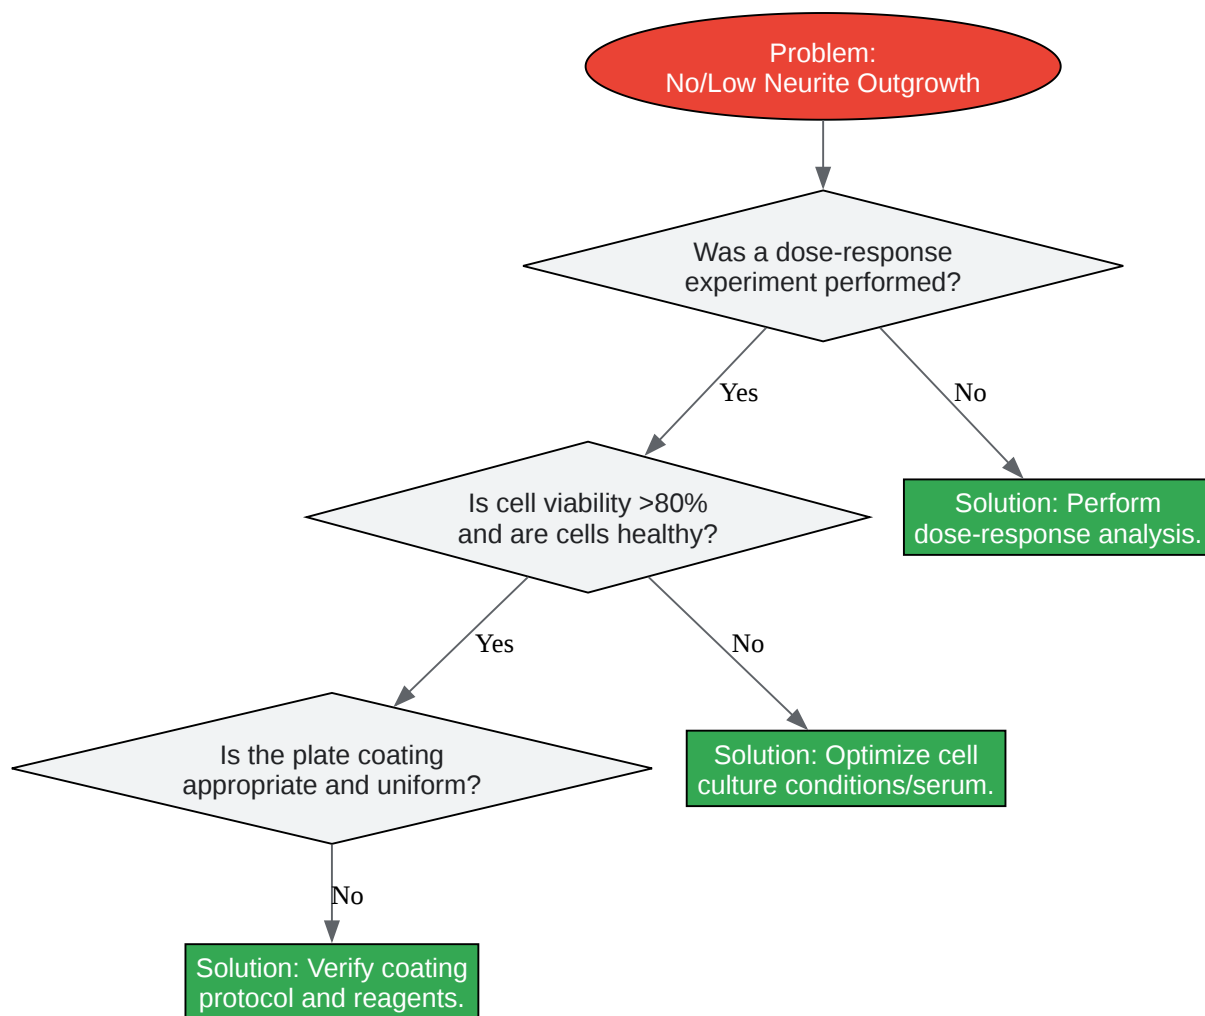 Problem:
No/Low Neurite Outgrowth
Was a dose-response
experiment performed?
Yes
No
Is cell viability >80%
and are cells healthy?
Solution: Perform
dose-response analysis.
Yes
No
Is the plate coating
appropriate and uniform?
Solution: Optimize cell
culture conditions/serum.
No
Solution: Verify coating
protocol and reagents.